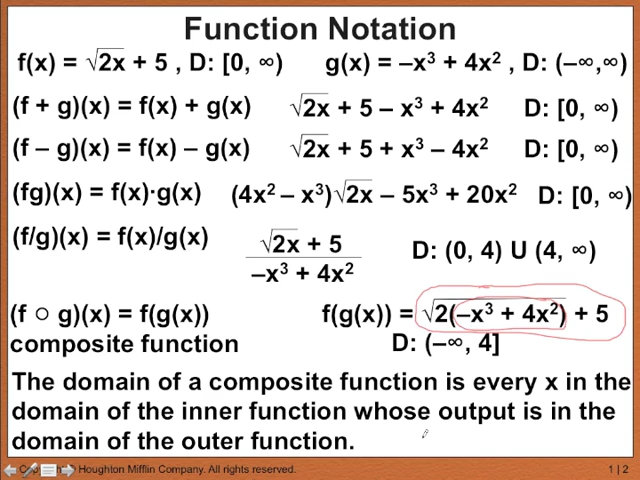 Function Notation
f(x) = √2x + 5 , D: [0, ∞) g(x) = –x³ + 4x² , D: (–∞,∞)
(f + g)(x) = f(x) + g(x) √2x + 5 – x³ + 4x² D: [0, ∞)
(f – g)(x) = f(x) – g(x) √2x + 5 + x³ – 4x² D: [0, ∞)
(fg)(x) = f(x)·g(x) (4x² – x³)√2x – 5x³ + 20x² D: [0, ∞)
(f/g)(x) = f(x)/g(x) √2x + 5 D: (0, 4) U (4, ∞)
–x³ + 4x²
(f ○ g)(x) = f(g(x)) f(g(x)) = √2(–x³ + 4x²) + 5
composite function D: (–∞, 4]
The domain of a composite function is every x in the
domain of the inner function whose output is in the
domain of the outer function.
Houghton Mifflin Company. All rights reserved. 1 | 2